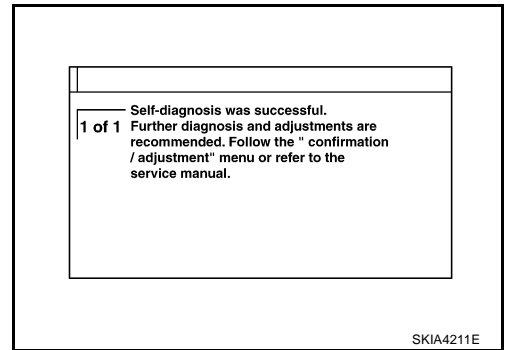 Self-diagnosis was successful.
1 of 1 Further diagnosis and adjustments are
recommended. Follow the " confirmation
/ adjustment" menu or refer to the
service manual.
SKIA4211E